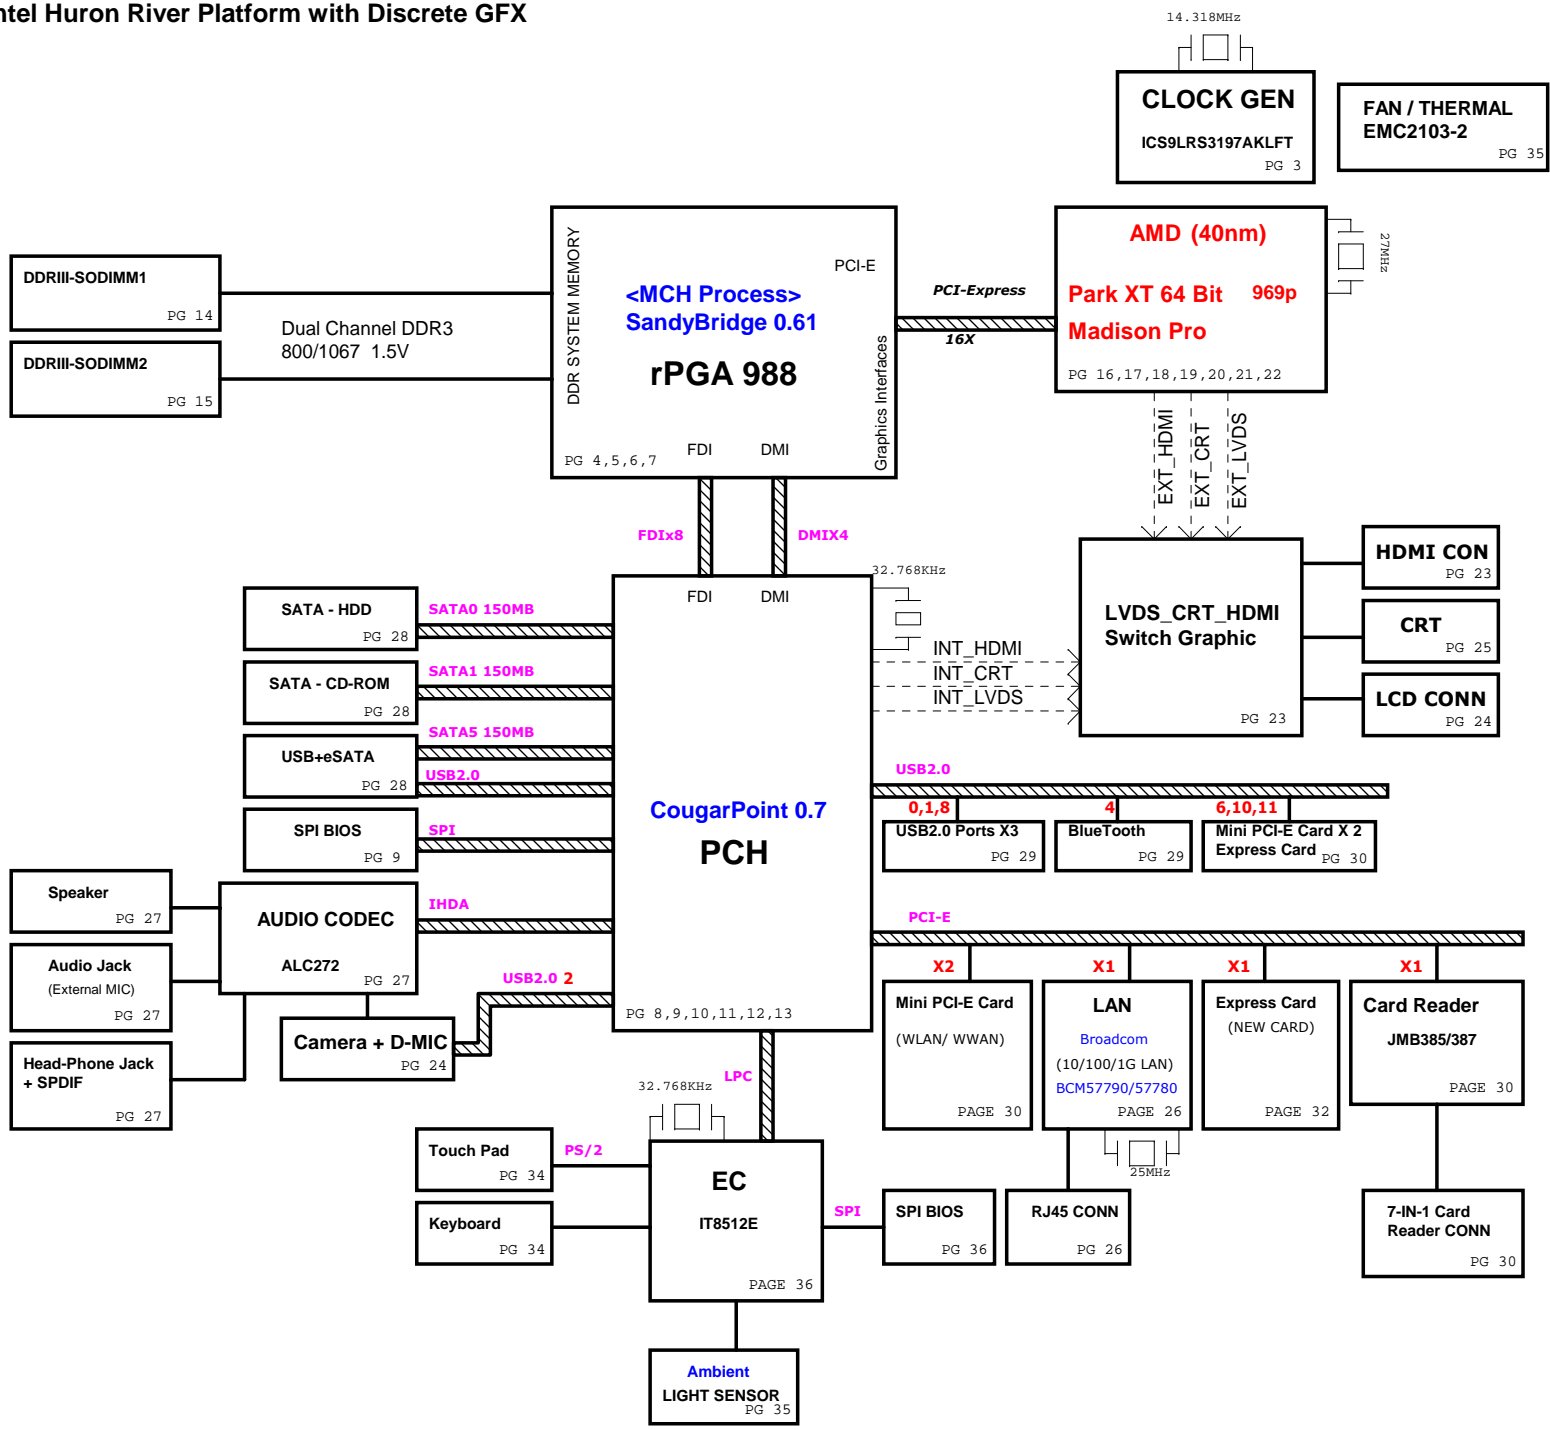 ntel Huron River Platform with Discrete GFX
14.318MHz
CLOCK GEN
ICS9LRS3197AKLFT
PG 3
FAN / THERMAL
EMC2103-2
PG 35
DDRIII-SODIMM1
PG 14
DDRIII-SODIMM2
PG 15
Dual Channel DDR3
800/1067 1.5V
DDR SYSTEM MEMORY
PCI-E
<MCH Process>
SandyBridge 0.61
rPGA 988
Graphics Interfaces
PG 4,5,6,7
FDI
DMI
PCI-Express
16X
AMD (40nm)
Park XT 64 Bit 969p
Madison Pro
PG 16,17,18,19,20,21,22
27MHz
EXT_HDMI
EXT_CRT
EXT_LVDS
FDIx8
DMIX4
LVDS_CRT_HDMI
Switch Graphic
PG 23
HDMI CON
PG 23
CRT
PG 25
LCD CONN
PG 24
32.768KHz
INT_HDMI
INT_CRT
INT_LVDS
FDI
DMI
CougarPoint 0.7
PCH
PG 8,9,10,11,12,13
SATA - HDD
PG 28
SATA0 150MB
SATA - CD-ROM
PG 28
SATA1 150MB
USB+eSATA
PG 28
SATA5 150MB
USB2.0
SPI BIOS
PG 9
SPI
Speaker
PG 27
Audio Jack
(External MIC)
PG 27
Head-Phone Jack
+ SPDIF
PG 27
AUDIO CODEC
ALC272
PG 27
IHDA
Camera + D-MIC
PG 24
USB2.0 2
USB2.0
0,1,8
4
6,10,11
USB2.0 Ports X3
PG 29
BlueTooth
PG 29
Mini PCI-E Card X 2
Express Card
PG 30
PCI-E
X2
X1
X1
X1
Mini PCI-E Card
(WLAN/ WWAN)
PAGE 30
LAN
Broadcom
(10/100/1G LAN)
BCM57790/57780
PAGE 26
25MHz
Express Card
(NEW CARD)
PAGE 32
Card Reader
JMB385/387
PAGE 30
LPC
32.768KHz
Touch Pad
PG 34
PS/2
Keyboard
PG 34
EC
IT8512E
PAGE 36
SPI
SPI BIOS
PG 36
RJ45 CONN
PG 26
7-IN-1 Card
Reader CONN
PG 30
Ambient
LIGHT SENSOR
PG 35